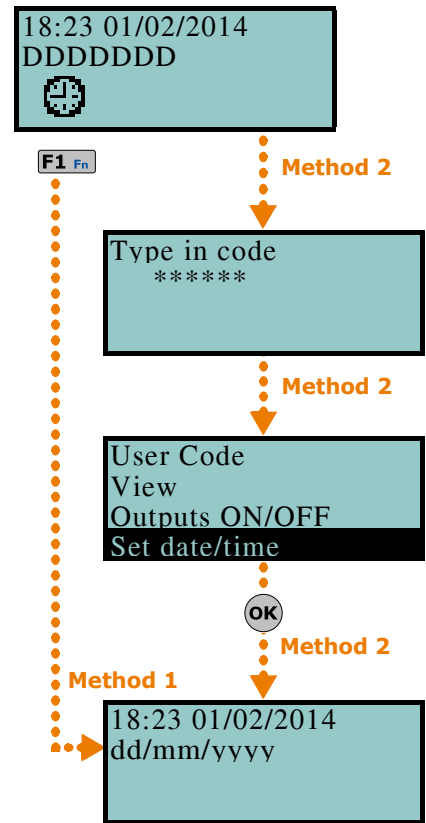 18:23 01/02/2014
DDDDDDD
F1 Fn
Method 2
Type in code
******
Method 2
User Code
View
Outputs ON/OFF
Set date/time
OK
Method 2
Method 1
18:23 01/02/2014
dd/mm/yyyy